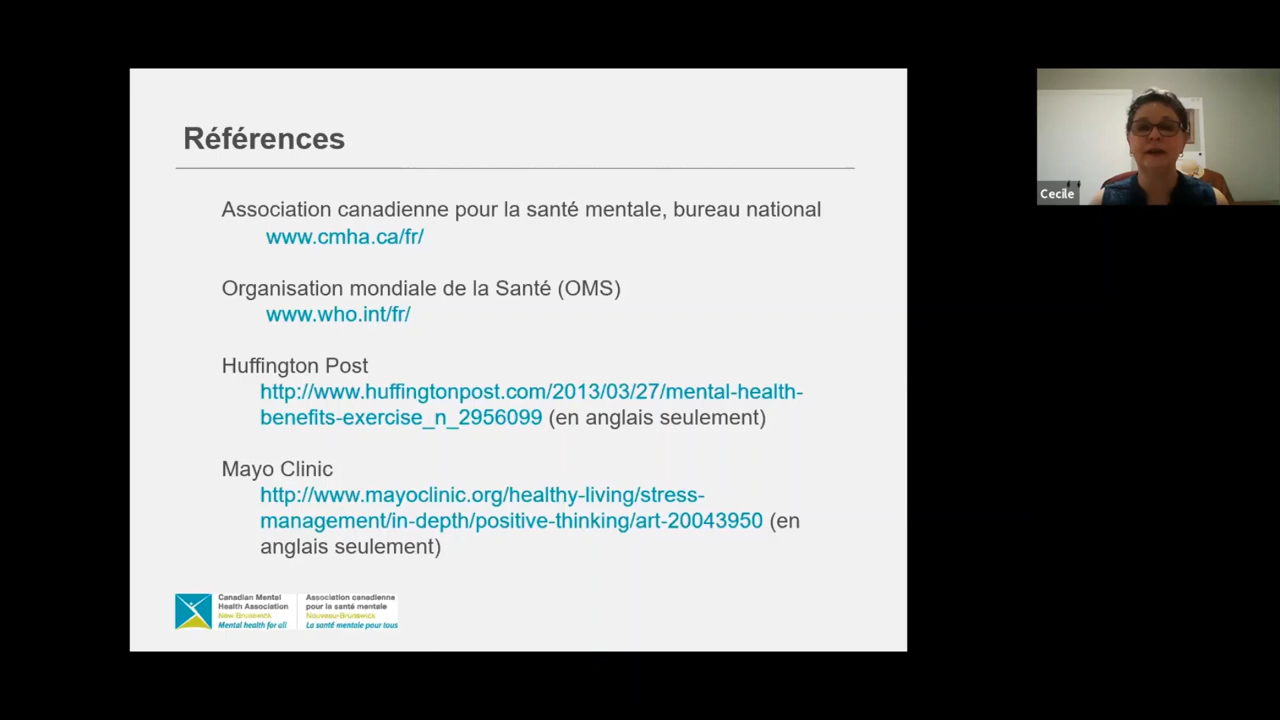 Références
Association canadienne pour la santé mentale, bureau national
www.cmha.ca/fr/
Organisation mondiale de la Santé (OMS)
www.who.int/fr/
Huffington Post
http://www.huffingtonpost.com/2013/03/27/mental-health-
benefits-exercise_n_2956099 (en anglais seulement)
Mayo Clinic
http://www.mayoclinic.org/healthy-living/stress-
management/in-depth/positive-thinking/art-20043950 (en
anglais seulement)
Canadian Mental
Health Association
New Brunswick
Mental health for all
Association canadienne
pour la santé mentale
Nouveau-Brunswick
La santé mentale pour tous
Cecile